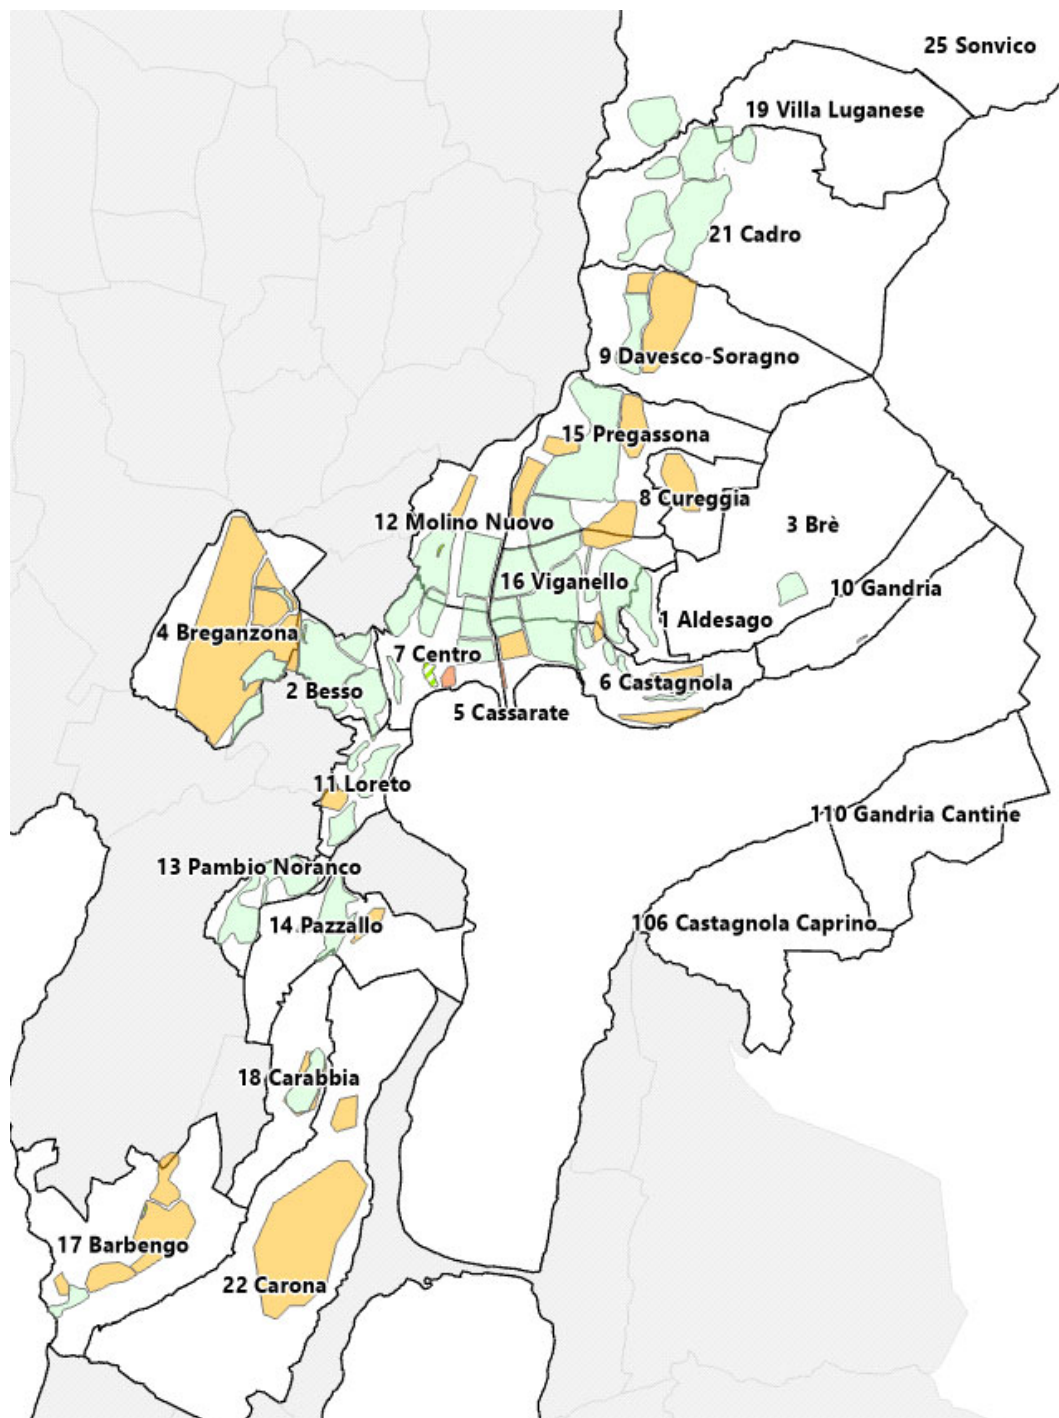 25 Sonvico
19 Villa Luganese
21 Cadro
9 Davesco-Soragno
15 Pregassona
8 Cureggia
12 Molino Nuovo
3 Brè
16 Viganello
10 Gandria
1 Aldesago
4 Breganzona
7 Centro
6 Castagnola
2 Besso
5 Cassarate
11 Loreto
110 Gandria Cantine
13 Pambio Noranco
14 Pazzallo
106 Castagnola Caprino
18 Carabbia
17 Barbengo
22 Carona